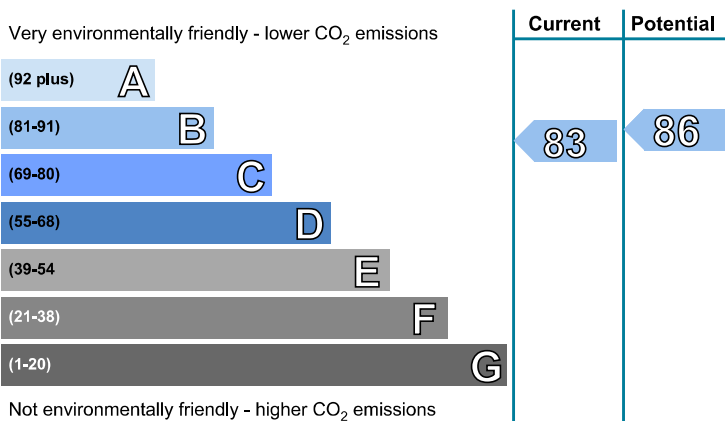 Very environmentally friendly - lower CO₂ emissions
Current
Potential
(92 plus) A
(81-91) B
83
86
(69-80) C
(55-68) D
(39-54 E
(21-38) F
(1-20) G
Not environmentally friendly - higher CO₂ emissions